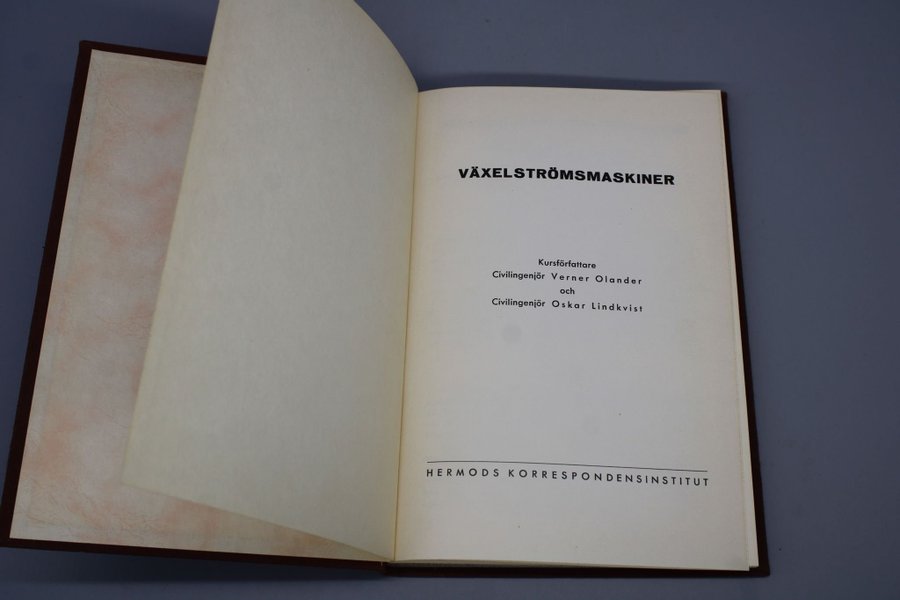 VÄXELSTRÖMSMASKINER
Kursförfattare
Civilingenjör Verner Olander
och
Civilingenjör Oskar Lindkvist
HERMODS KORRESPONDENSINSTITUT